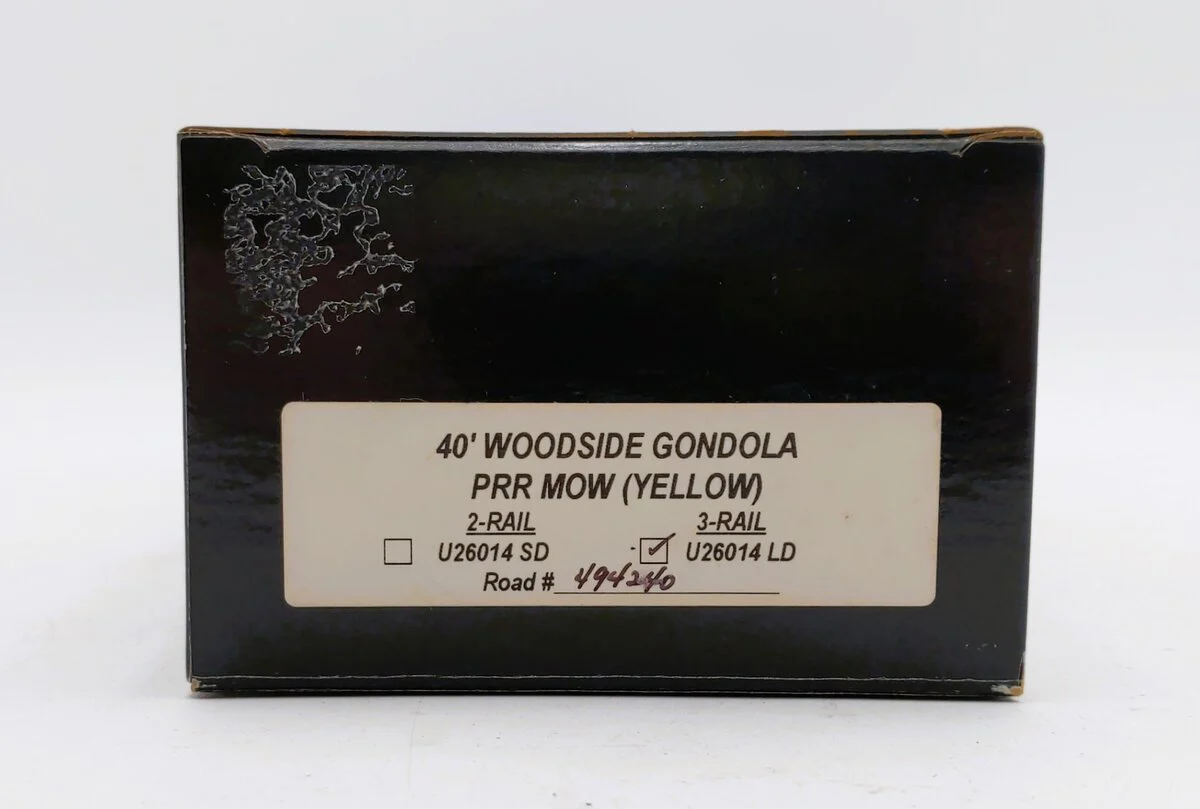 40' WOODSIDE GONDOLA
PRR MOW (YELLOW)
2-RAIL 3-RAIL
U26014 SD U26014 LD
Road # 494240